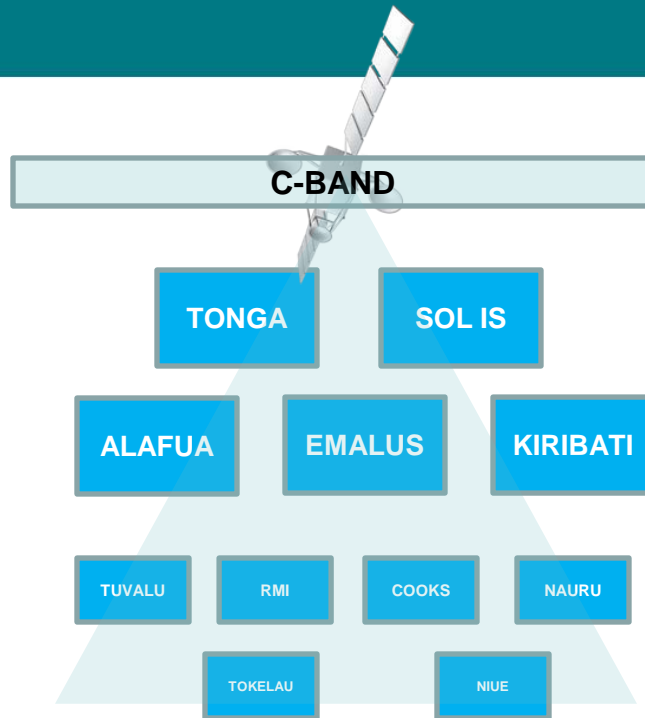 C-BAND
TONGA
SOL IS
ALAFUA
EMALUS
KIRIBATI
TUVALU
RMI
COOKS
NAURU
TOKELAU
NIUE